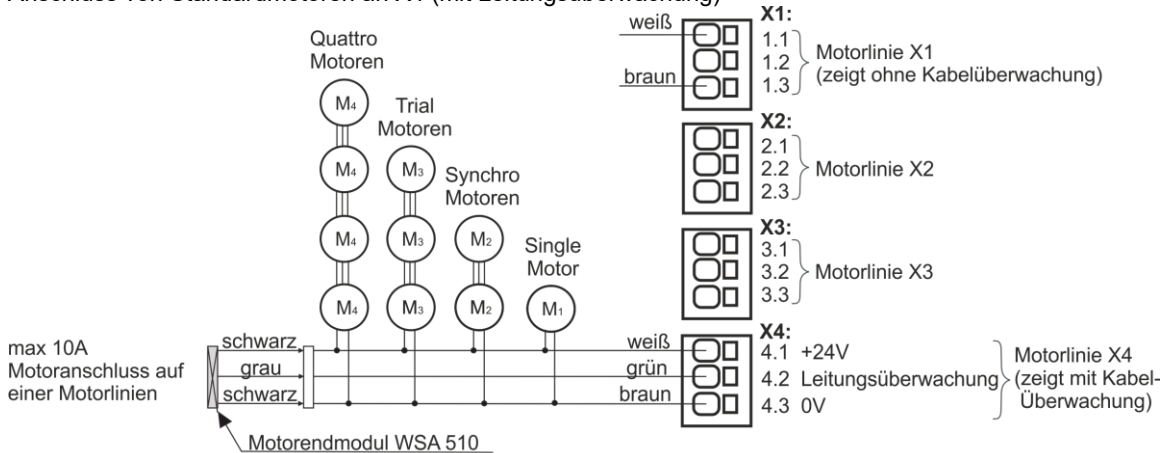 weiß
braun
X1:
1.1
1.2
1.3
Motorlinie X1
(zeigt ohne Kabelüberwachung)
X2:
2.1
2.2
2.3
Motorlinie X2
X3:
3.1
3.2
3.3
Motorlinie X3
Quattro
Motoren
M4
M4
M4
M4
Trial
Motoren
M3
M3
M3
Synchro
Motoren
M2
M2
Single
Motor
M1
max 10A
Motoranschluss auf
einer Motorlinien
schwarz
grau
schwarz
weiß
grün
braun
X4:
4.1 +24V
4.2 Leitungsüberwachung
4.3 0V
Motorlinie X4
(zeigt mit Kabel-
Überwachung)
Motorendmodul WSA 510